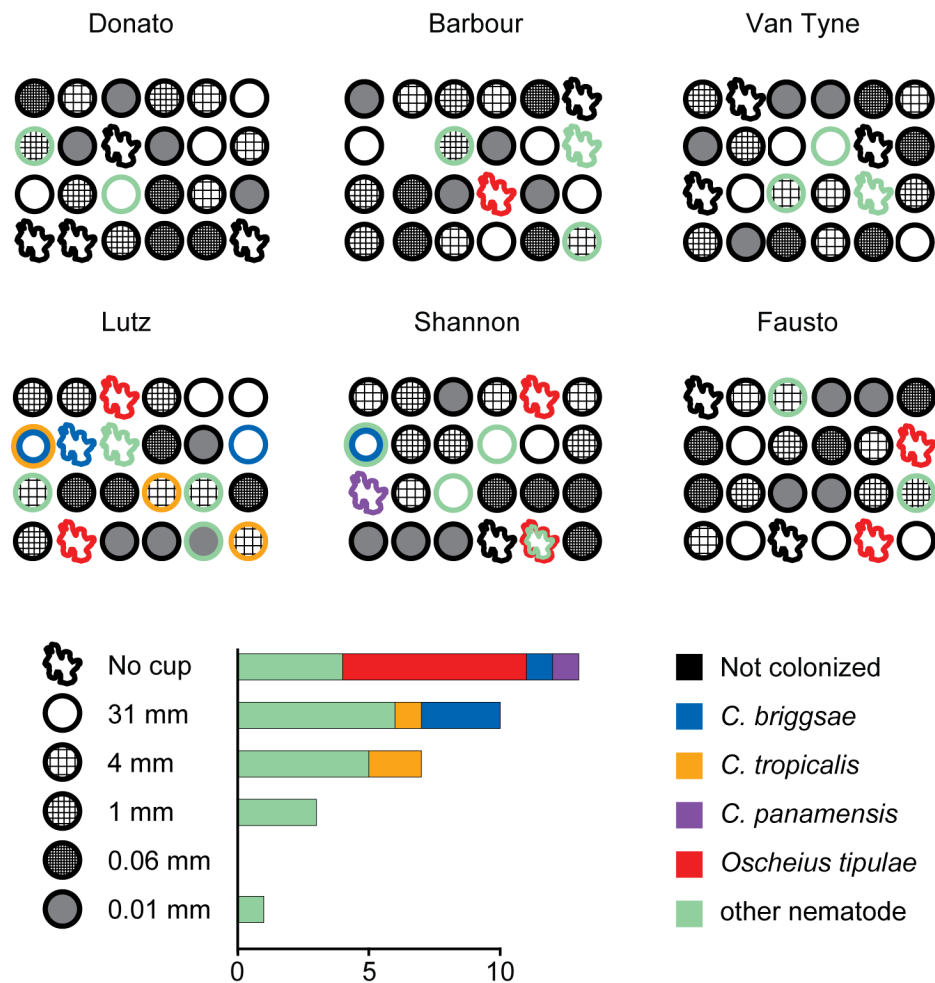 Donato Barbour Van Tyne
Lutz Shannon Fausto
No cup
31 mm
4 mm
1 mm
0.06 mm
0.01 mm
0 5 10
Not colonized
C. briggsae
C. tropicalis
C. panamensis
Oscheius tipulae
other nematode